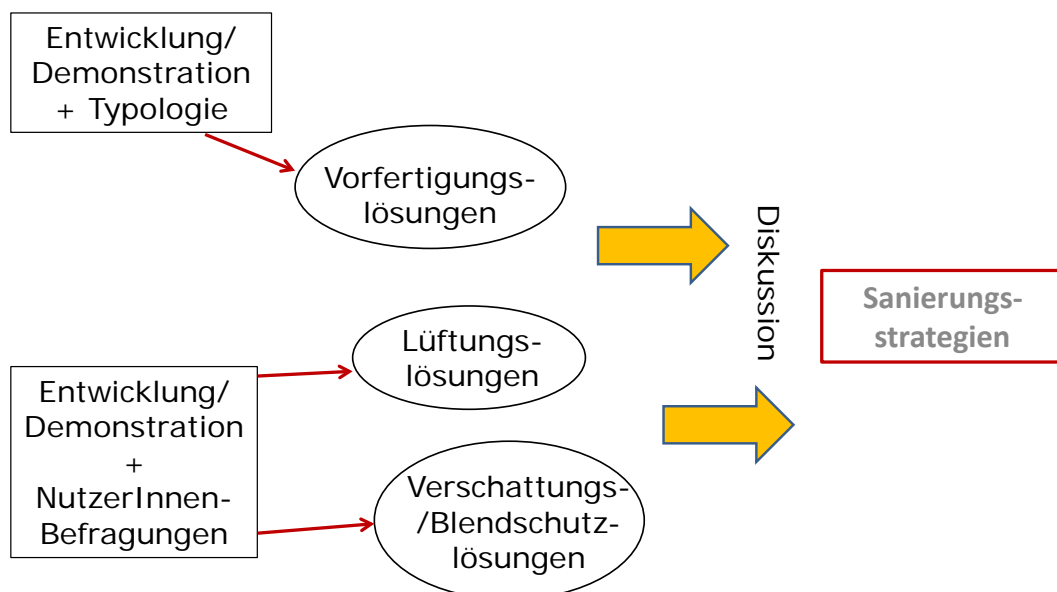 Entwicklung/
Demonstration
+ Typologie
Vorfertigungs-
lösungen
Diskussion
Sanierungs-
strategien
Lüftungs-
lösungen
Entwicklung/
Demonstration
+
NutzerInnen-
Befragungen
Verschattungs-
/Blendschutz-
lösungen